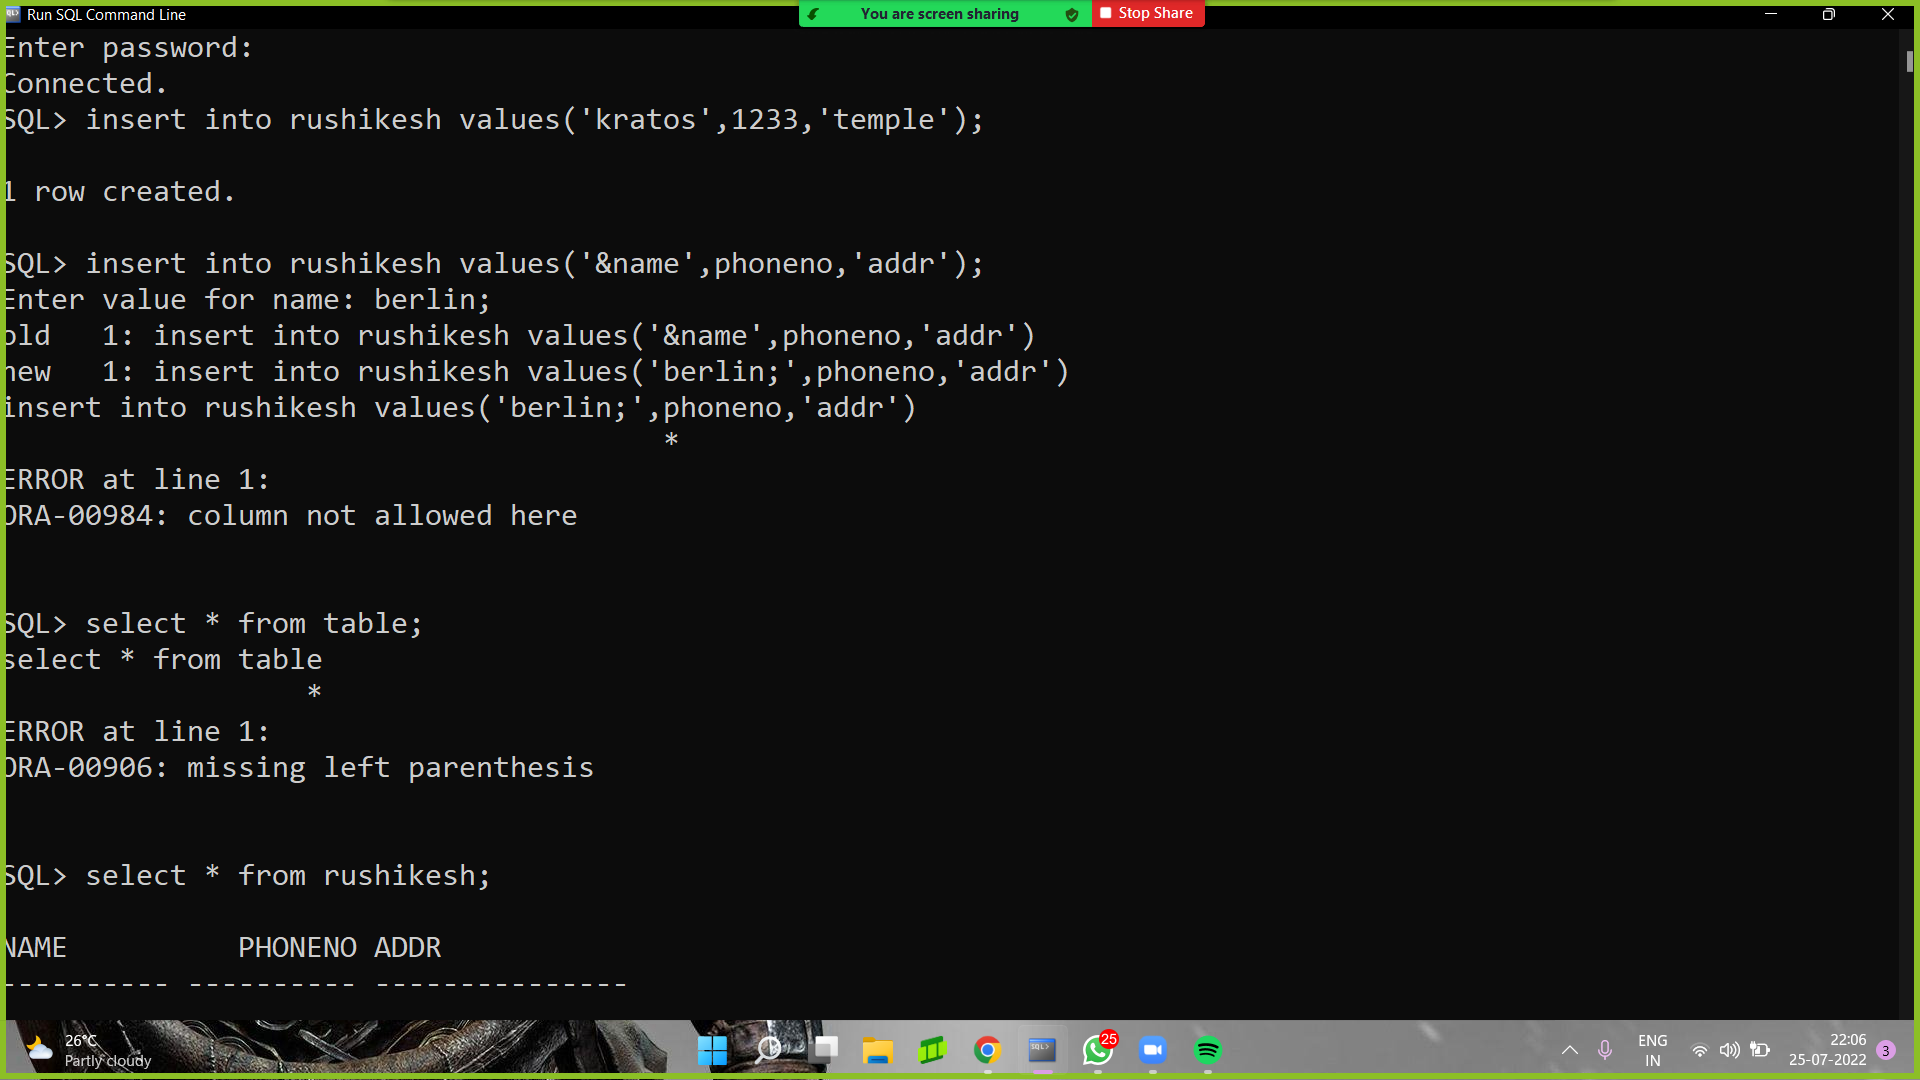 Run SQL Command Line
You are screen sharing
Stop Share
Enter password:
Connected.
SQL> insert into rushikesh values('kratos',1233,'temple');
1 row created.
SQL> insert into rushikesh values('&name',phoneno,'addr');
Enter value for name: berlin;
old   1: insert into rushikesh values('&name',phoneno,'addr')
new   1: insert into rushikesh values('berlin;',phoneno,'addr')
insert into rushikesh values('berlin;',phoneno,'addr')
                                       *
ERROR at line 1:
ORA-00984: column not allowed here
SQL> select * from table;
select * from table
                  *
ERROR at line 1:
ORA-00906: missing left parenthesis
SQL> select * from rushikesh;
NAME          PHONENO ADDR
---------- ---------- ---------------
26°C
Partly cloudy
SQL>
25
ENG
IN
22:06
25-07-2022
3